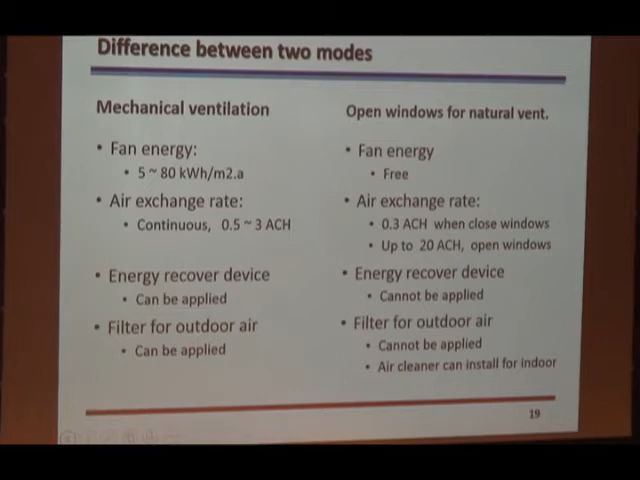 Difference between two modes
Mechanical ventilation
• Fan energy:
• 5 ~ 80 kWh/m2.a
• Air exchange rate:
• Continuous, 0.5 ~ 3 ACH
• Energy recover device
• Can be applied
• Filter for outdoor air
• Can be applied
Open windows for natural vent.
• Fan energy
• Free
• Air exchange rate:
• 0.3 ACH when close windows
• Up to 20 ACH, open windows
• Energy recover device
• Cannot be applied
• Filter for outdoor air
• Cannot be applied
• Air cleaner can install for indoor
19